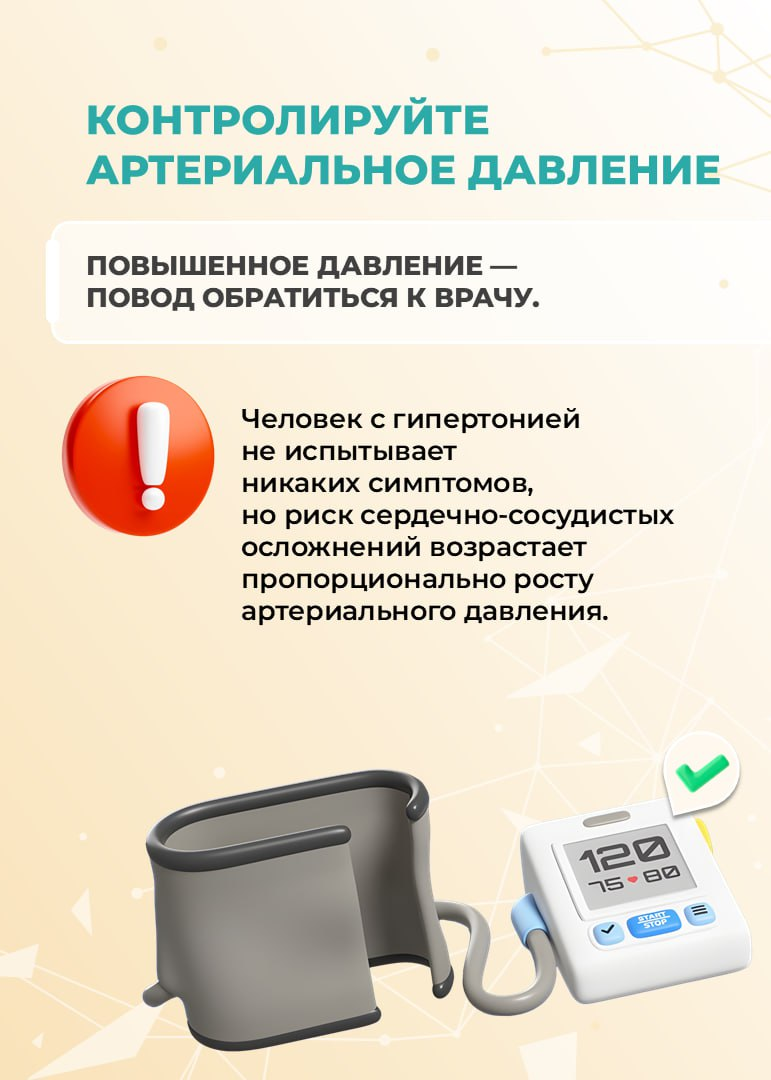 КОНТРОЛИРУЙТЕ
АРТЕРИАЛЬНОЕ ДАВЛЕНИЕ
ПОВЫШЕННОЕ ДАВЛЕНИЕ —
ПОВОД ОБРАТИТЬСЯ К ВРАЧУ.
Человек с гипертонией
не испытывает
никаких симптомов,
но риск сердечно-сосудистых
осложнений возрастает
пропорционально росту
артериального давления.
120
75 80
START
STOP